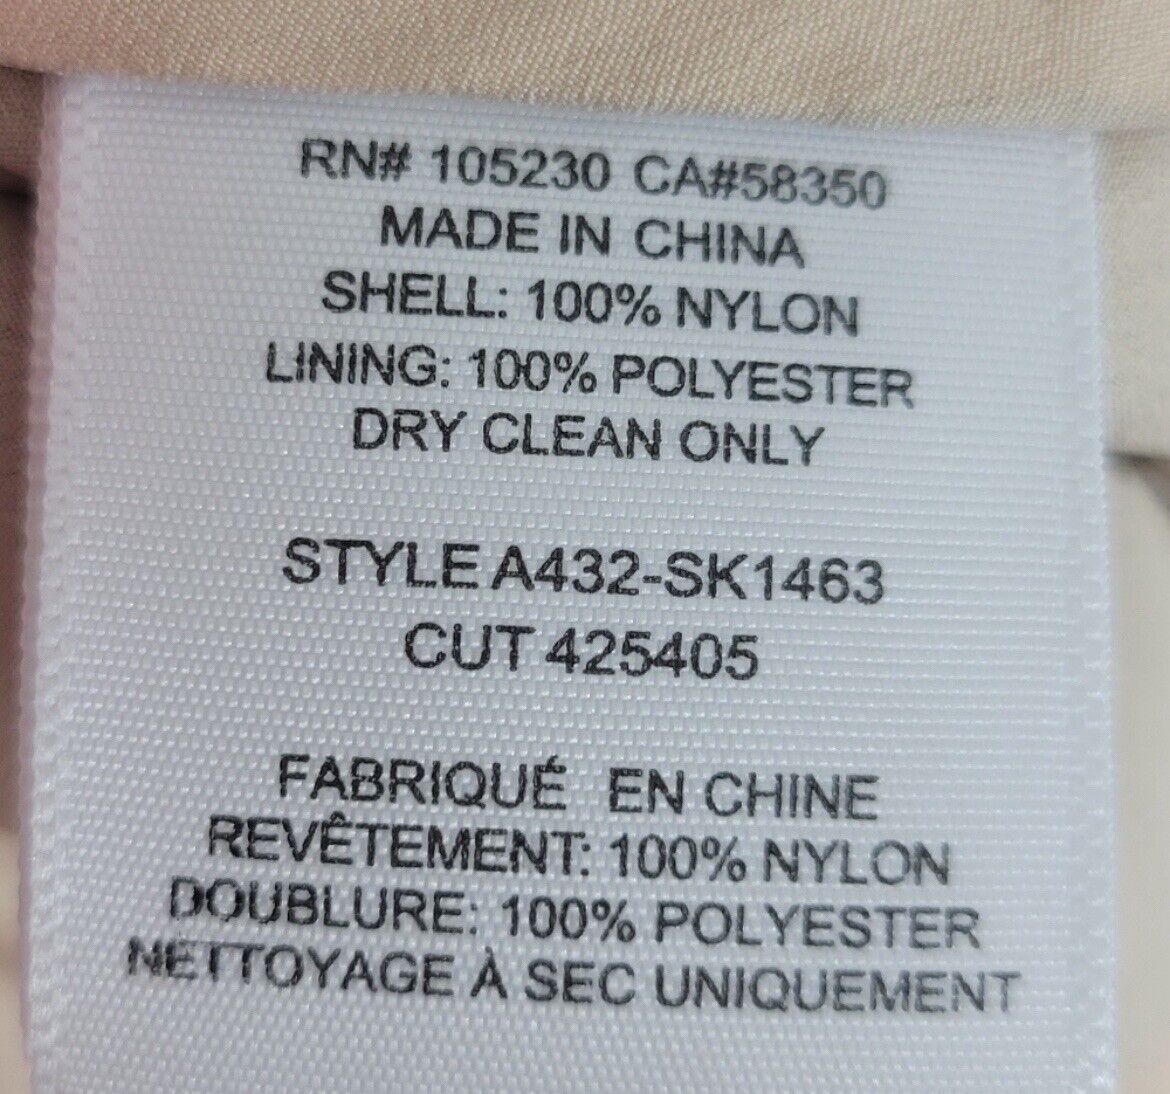 RN# 105230 CA#58350
MADE IN CHINA
SHELL: 100% NYLON
LINING: 100% POLYESTER
DRY CLEAN ONLY
STYLE A432-SK1463
CUT 425405
FABRIQUÉ EN CHINE
REVÊTEMENT: 100% NYLON
DOUBLURE: 100% POLYESTER
NETTOYAGE À SEC UNIQUEMENT